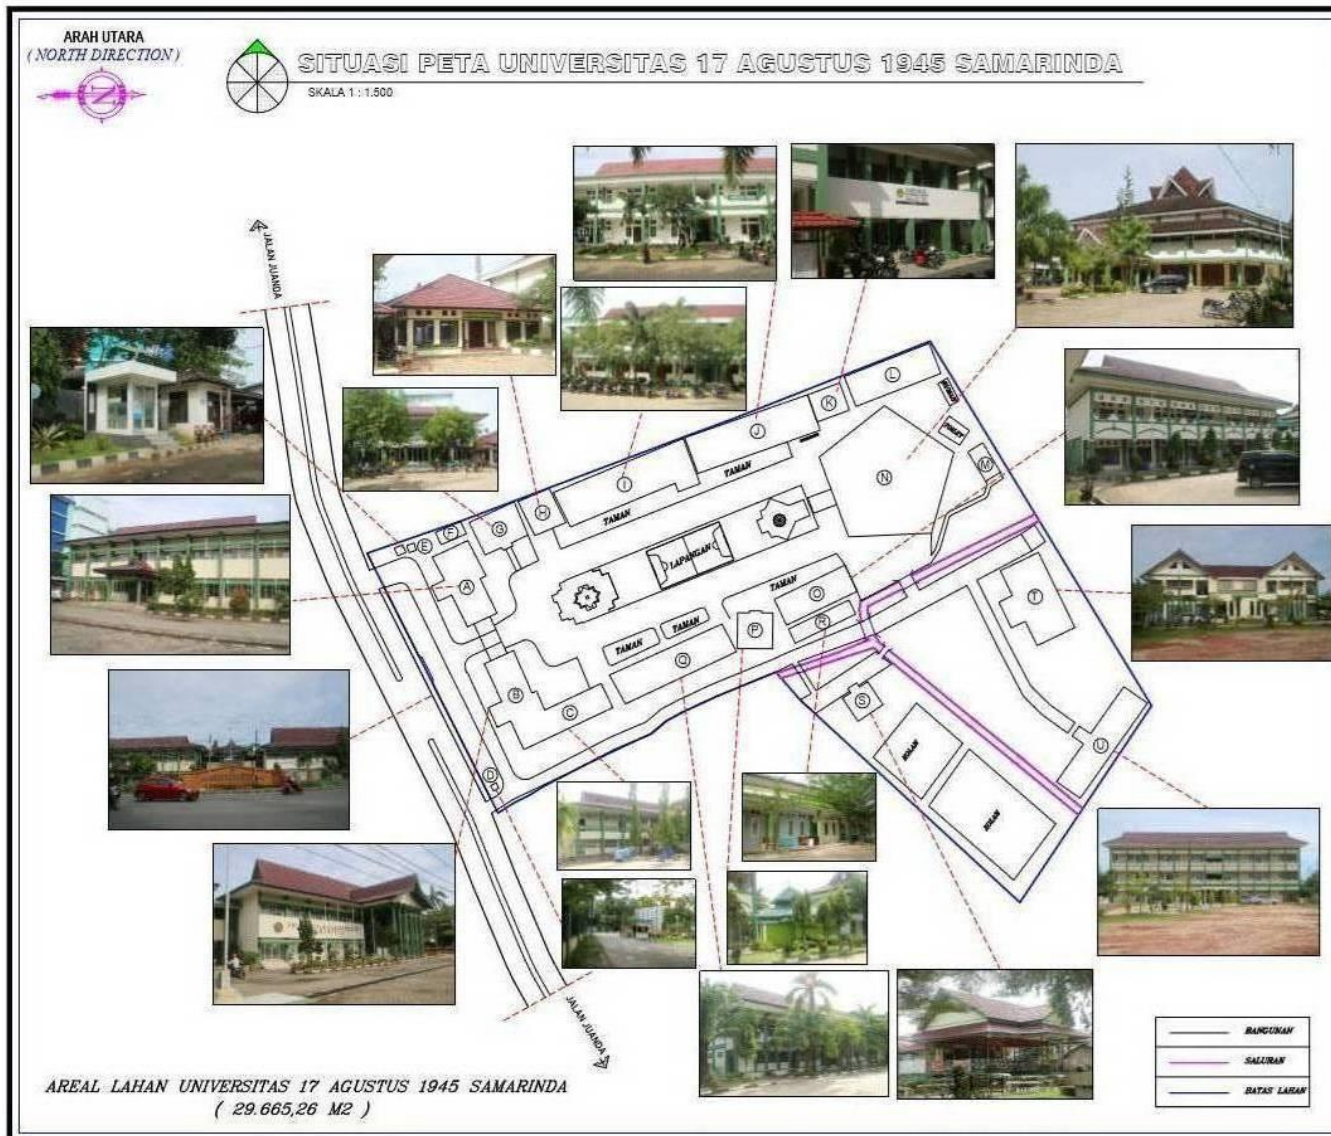 ARAH UTARA
( NORTH DIRECTION )
N
SITUASI PETA UNIVERSITAS 17 AGUSTUS 1945 SAMARINDA
SKALA 1 : 1.500
JALAN JUANDA
L
K
J
TAMAN
N
TOILET
M
I
TAMAN
H
G
F
E
A
LAPANGAN
TAMAN
O
R
P
TAMAN
TAMAN
Q
B
C
D
T
S
KOLAM
KOLAM
U
JALAN JUANDA
BANGUNAN
SALURAN
BATAS LAHAN
AREAL LAHAN UNIVERSITAS 17 AGUSTUS 1945 SAMARINDA
( 29.665,26 M2 )